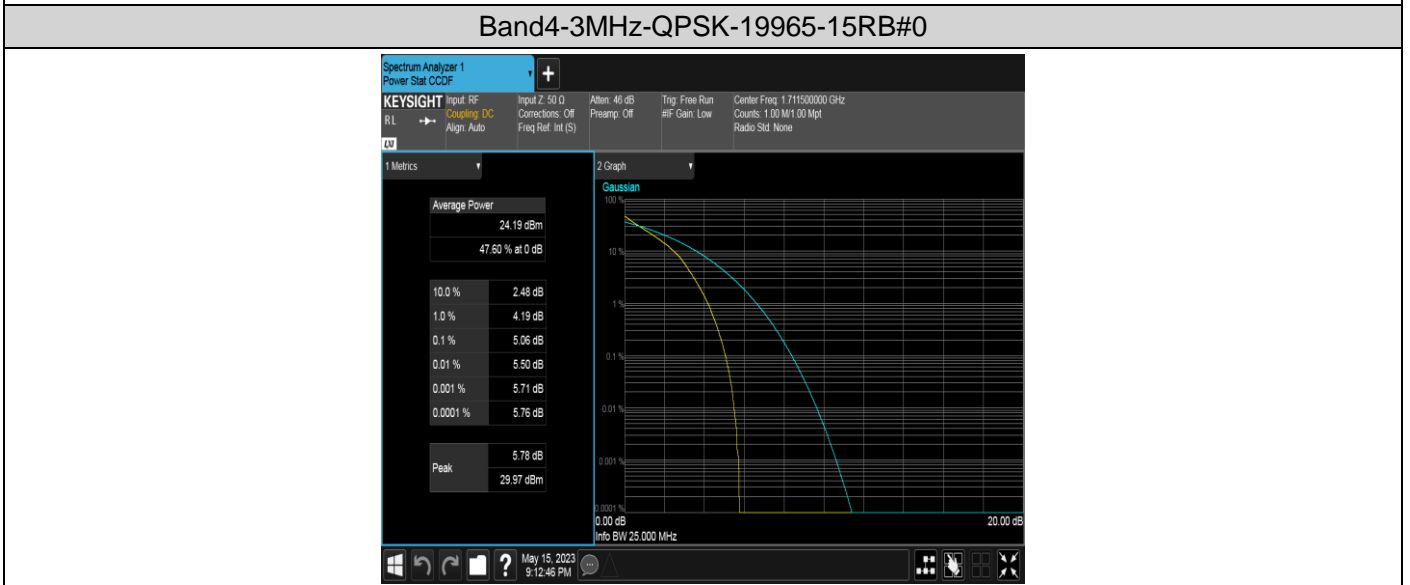 Band4-3MHz-QPSK-19965-15RB#0
Spectrum Analyzer 1
Power Stat CCDF
+
KEYSIGHT
RL
LXI
Input: RF
Coupling: DC
Align: Auto
Input Z: 50 Ω
Corrections: Off
Freq Ref: Int (S)
Atten: 46 dB
Preamp: Off
Trig: Free Run
#IF Gain: Low
Center Freq: 1.711500000 GHz
Counts: 1.00 M/1.00 Mpt
Radio Std: None
1 Metrics
Average Power
24.19 dBm
47.60 % at 0 dB
10.0 % 2.48 dB
1.0 % 4.19 dB
0.1 % 5.06 dB
0.01 % 5.50 dB
0.001 % 5.71 dB
0.0001 % 5.76 dB
Peak
5.78 dB
29.97 dBm
2 Graph
Gaussian
100 %
10 %
1 %
0.1 %
0.01 %
0.001 %
0.0001 %
0.00 dB 20.00 dB
Info BW 25.000 MHz
?
May 15, 2023
9:12:46 PM